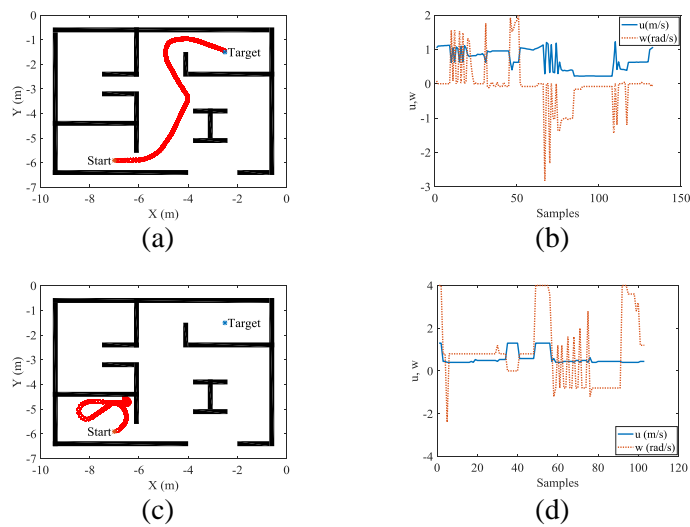 0
-1
-2
-3
-4
-5
-6
-7
Y (m)
Target
Start
-10 -8 -6 -4 -2 0
X (m)
(a)
2
1
0
-1
-2
-3
u,w
u(m/s)
w(rad/s)
0 50 100 150
Samples
(b)
0
-1
-2
-3
-4
-5
-6
-7
Y (m)
Target
Start
-10 -8 -6 -4 -2 0
X (m)
(c)
4
2
0
-2
-4
u, w
u (m/s)
w (rad/s)
0 20 40 60 80 100 120
Samples
(d)